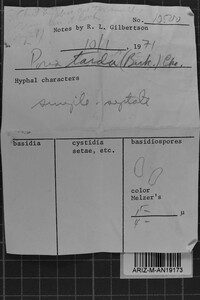 No.
Notes by R. L. Gilbertson
10/1 1971
Poria tarda (Berk.) Cke.
Hyphal characters
simple-septate
basidia
cystidia
setae, etc.
basidiospores
color
Melzer's
µ
ARIZ-M-AN19173